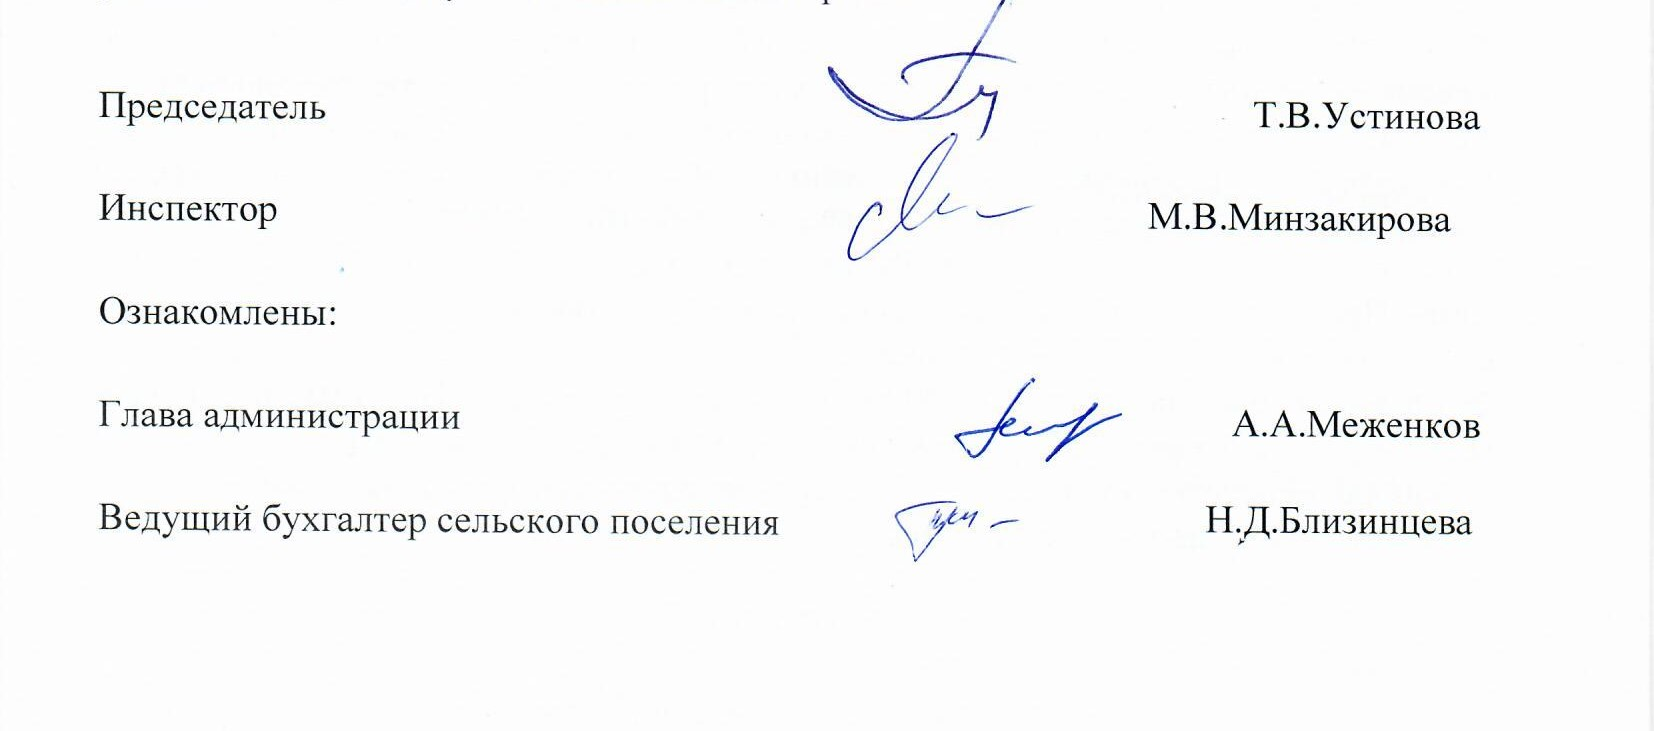 Председатель Т.В.Устинова
Инспектор М.В.Минзакирова
Ознакомлены:
Глава администрации А.А.Меженков
Ведущий бухгалтер сельского поселения Н.Д.Близинцева